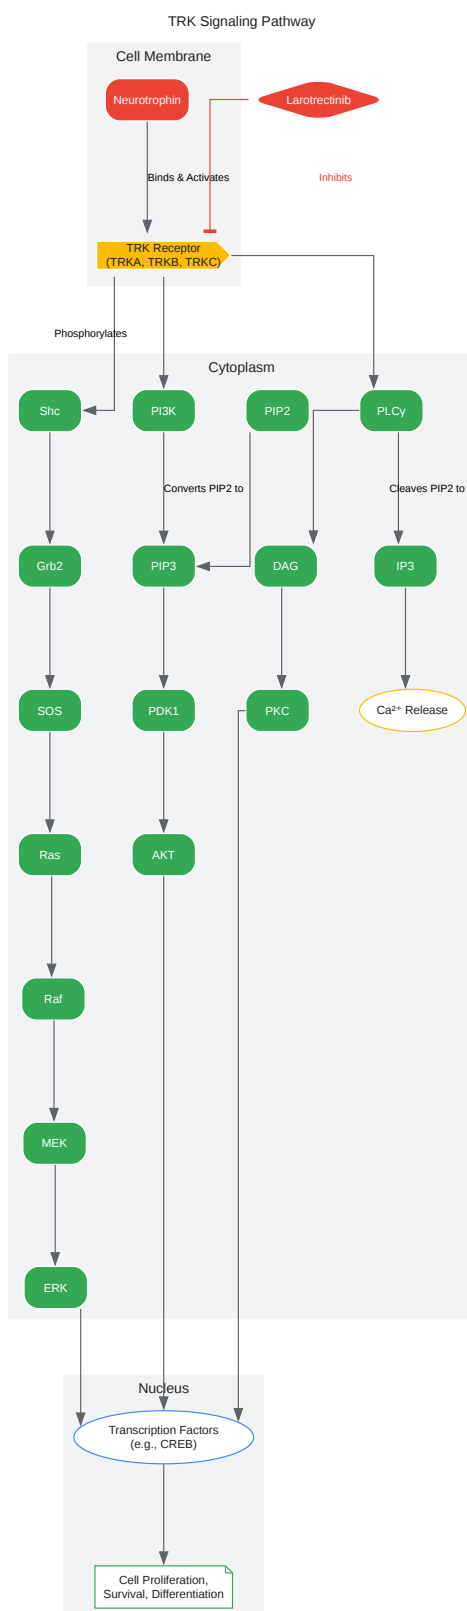 TRK Signaling Pathway
Cell Membrane
Neurotrophin
Larotrectinib
Binds & Activates
Inhibits
TRK Receptor
(TRKA, TRKB, TRKC)
Phosphorylates
Cytoplasm
Shc
PI3K
PIP2
PLCγ
Converts PIP2 to
Cleaves PIP2 to
Grb2
PIP3
DAG
IP3
SOS
PDK1
PKC
Ca²⁺ Release
Ras
AKT
Raf
MEK
ERK
Nucleus
Transcription Factors
(e.g., CREB)
Cell Proliferation,
Survival, Differentiation